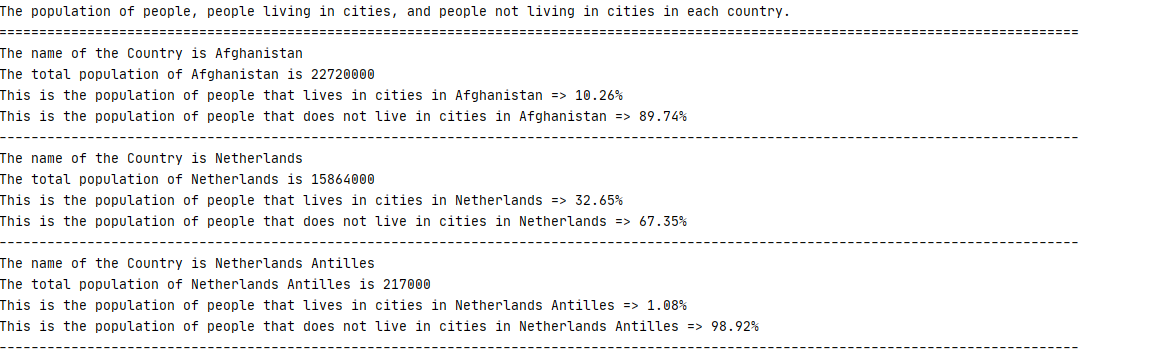 The population of people, people living in cities, and people not living in cities in each country.
=======================================================================================================================================
The name of the Country is Afghanistan
The total population of Afghanistan is 22720000
This is the population of people that lives in cities in Afghanistan => 10.26%
This is the population of people that does not live in cities in Afghanistan => 89.74%
---------------------------------------------------------------------------------------------------------------------------------------
The name of the Country is Netherlands
The total population of Netherlands is 15864000
This is the population of people that lives in cities in Netherlands => 32.65%
This is the population of people that does not live in cities in Netherlands => 67.35%
---------------------------------------------------------------------------------------------------------------------------------------
The name of the Country is Netherlands Antilles
The total population of Netherlands Antilles is 217000
This is the population of people that lives in cities in Netherlands Antilles => 1.08%
This is the population of people that does not live in cities in Netherlands Antilles => 98.92%
---------------------------------------------------------------------------------------------------------------------------------------